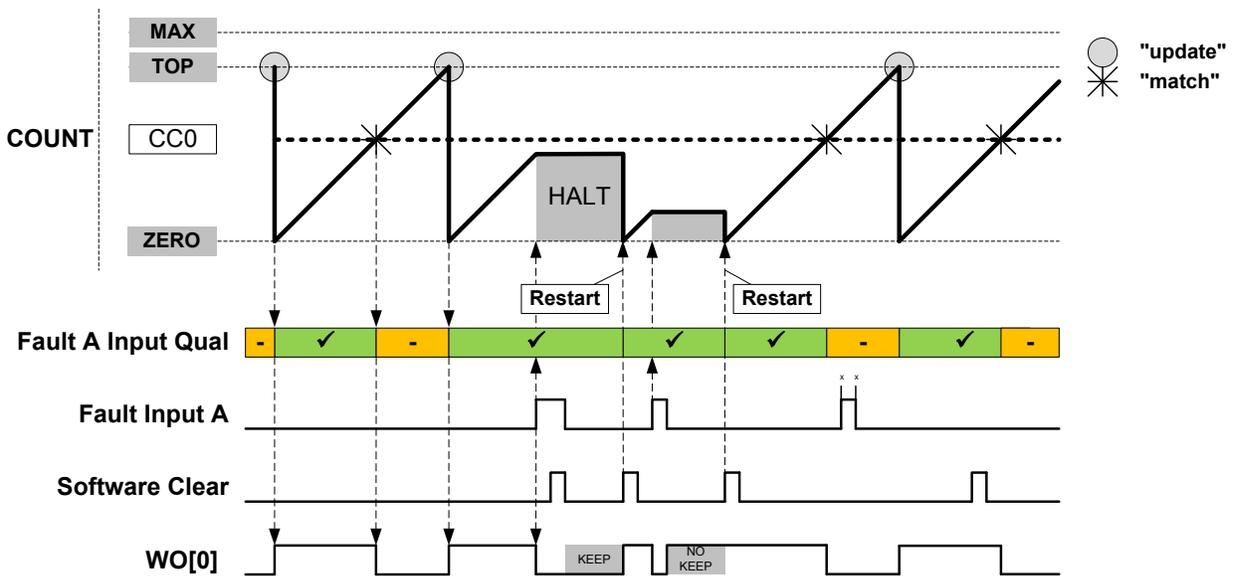 MAX
"update"
TOP
"match"
COUNT
CC0
HALT
ZERO
Restart
Restart
Fault A Input Qual
- ✓ - ✓ ✓ ✓ - ✓ -
x x
Fault Input A
Software Clear
WO[0]
KEEP
NO
KEEP